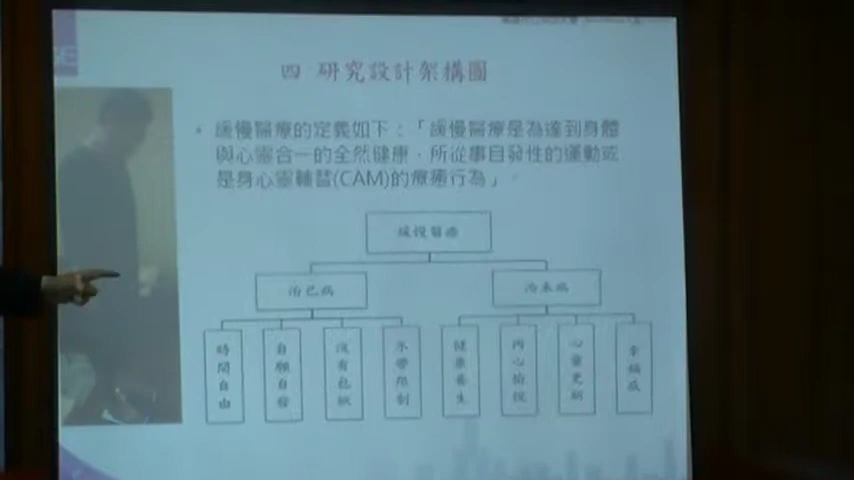 四 研究設計架構圖
• 緩慢醫療的定義如下：「緩慢醫療是為達到身體
與心靈合一的全然健康，所從事自發性的運動或
是身心靈輔替(CAM)的療癒行為」。
緩慢醫療
治已病
治未病
時間自由
自願自發
沒有包袱
不帶限制
健康養生
內心愉悅
心靈更新
幸福感